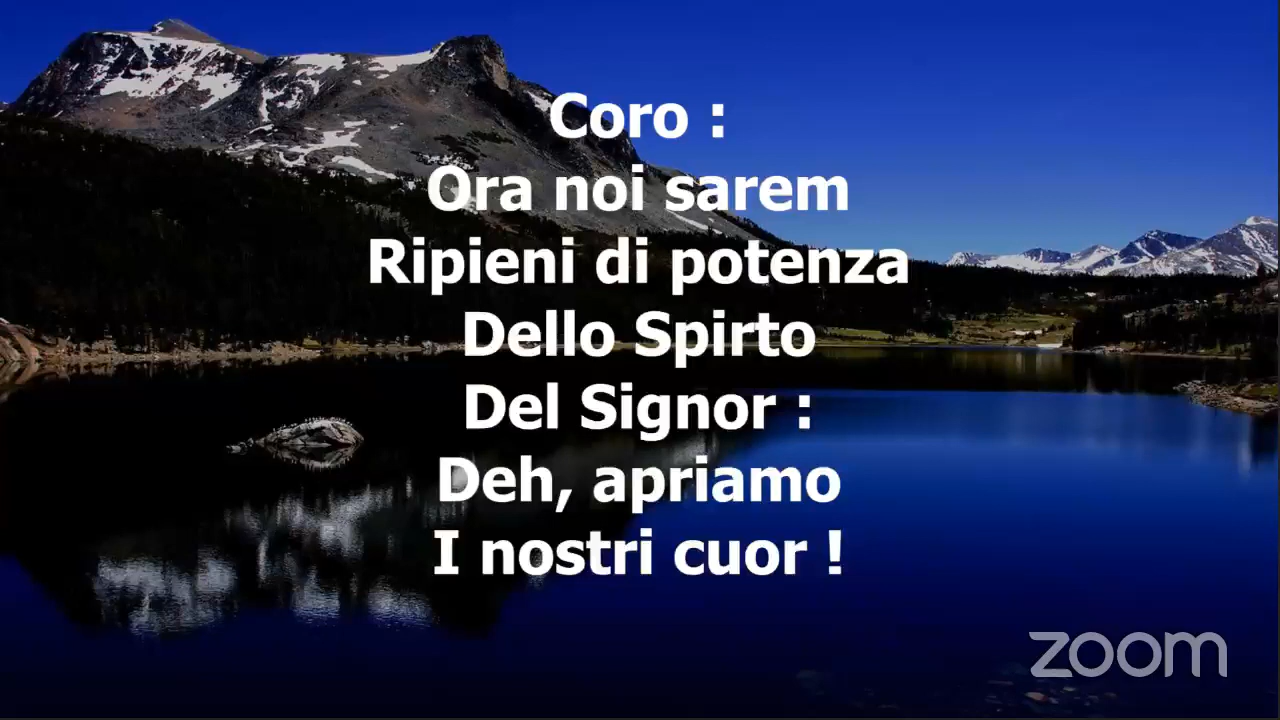 Coro :
Ora noi sarem
Ripieni di potenza
Dello Spirto
Del Signor :
Deh, apriamo
I nostri cuor !
zoom